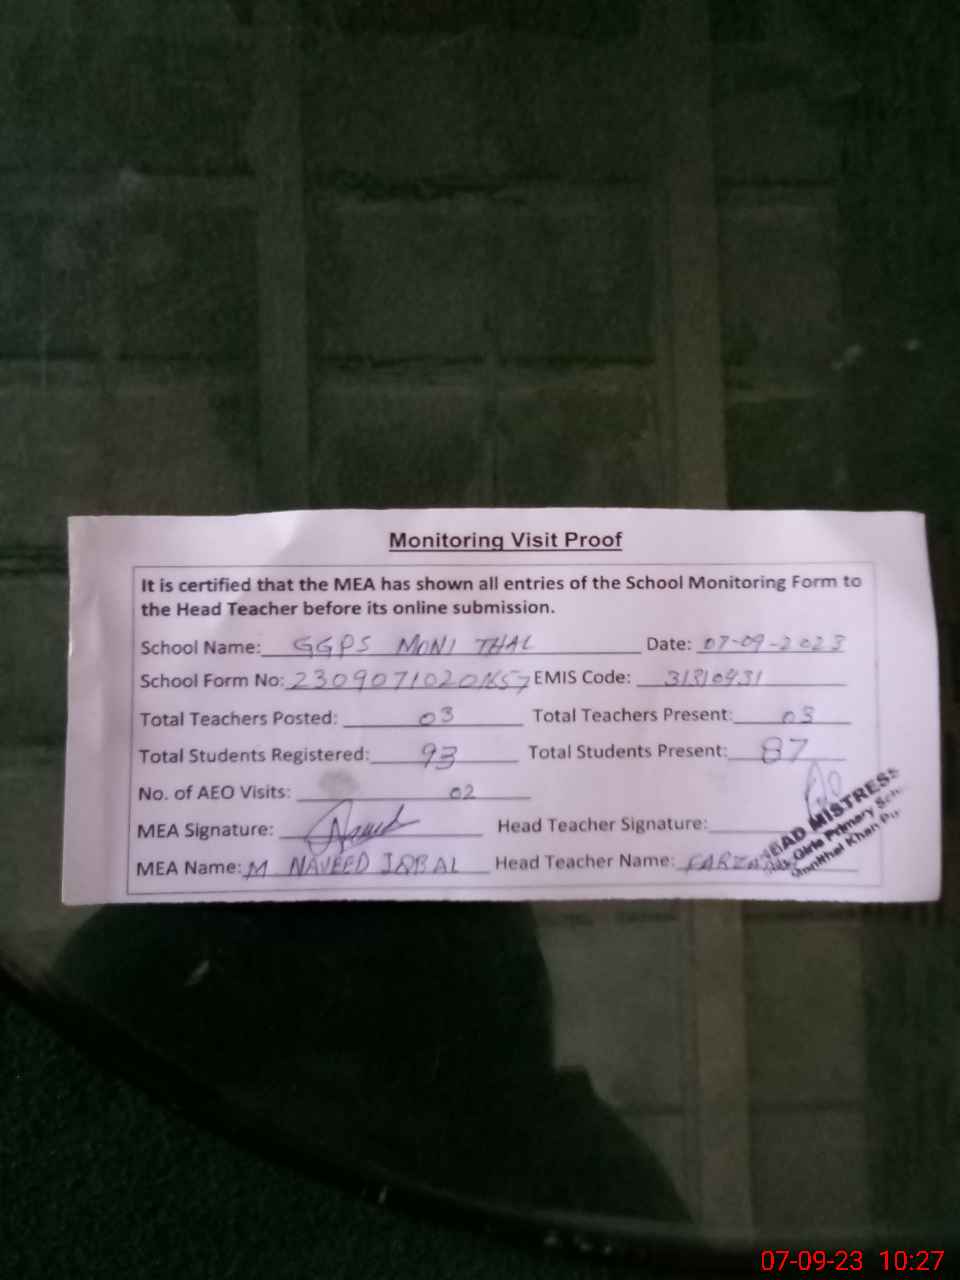 Monitoring Visit Proof
It is certified that the MEA has shown all entries of the School Monitoring Form to
the Head Teacher before its online submission.
School Name: GGPS MONI THAL Date: 07-09-2023
School Form No: EMIS Code: 31310431
Total Teachers Posted: 03 Total Teachers Present: 03
Total Students Registered: 93 Total Students Present: 87
No. of AEO Visits: 02
MEA Signature: Head Teacher Signature:
MEA Name: M NAVEED IQBAL Head Teacher Name:
HEAD MISTRESS
Girls Primary
Khan
07-09-23 10:27